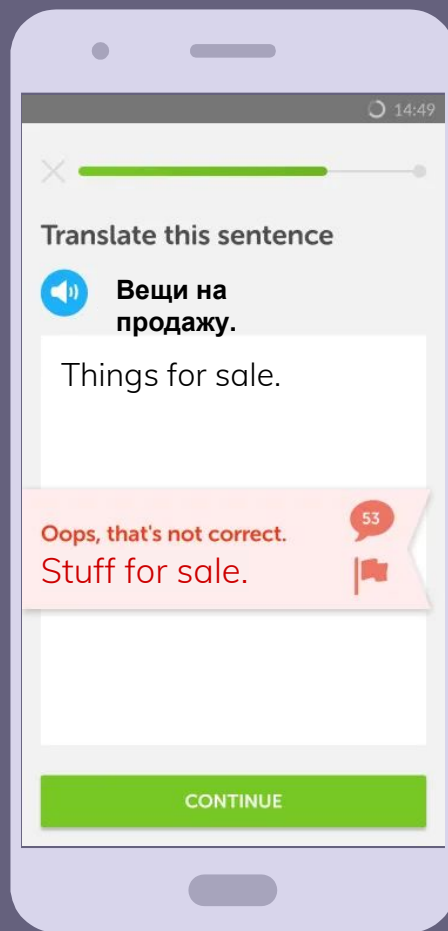 14:49
Translate this sentence
Вещи на
продажу.
Things for sale.
53
Oops, that's not correct.
Stuff for sale.
CONTINUE